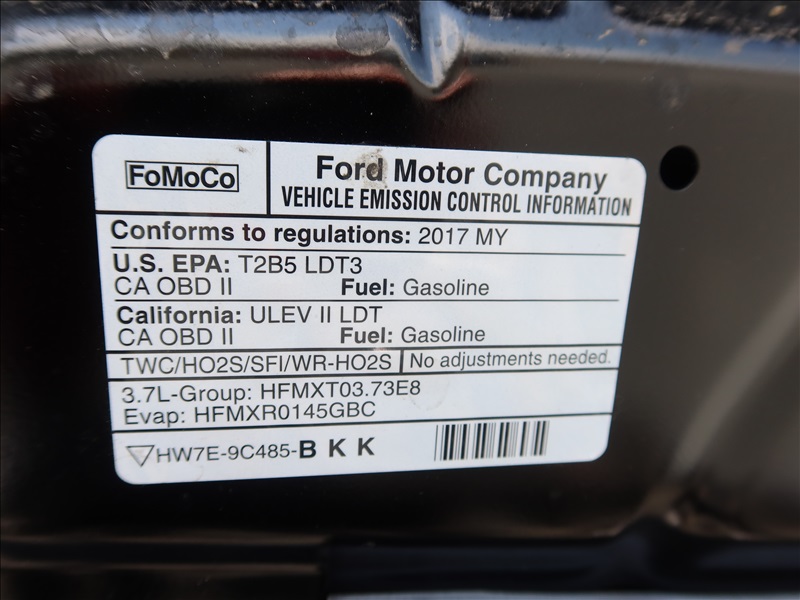 FoMoCo
Ford Motor Company
VEHICLE EMISSION CONTROL INFORMATION
Conforms to regulations: 2017 MY
U.S. EPA: T2B5 LDT3
CA OBD II Fuel: Gasoline
California: ULEV II LDT
CA OBD II Fuel: Gasoline
TWC/HO2S/SFI/WR-HO2S No adjustments needed.
3.7L-Group: HFMXT03.73E8
Evap: HFMXR0145GBC
HW7E-9C485-B K K